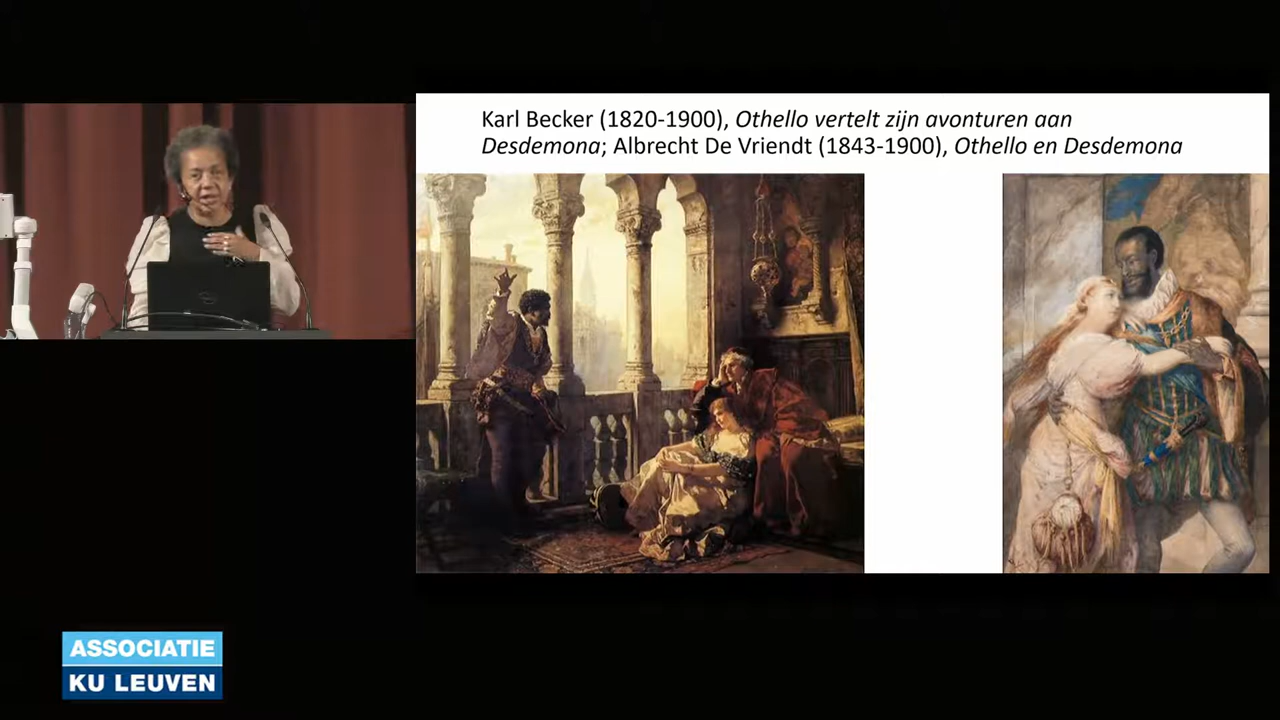 Karl Becker (1820-1900), Othello vertelt zijn avonturen aan
Desdemona; Albrecht De Vriendt (1843-1900), Othello en Desdemona
ASSOCIATIE
KU LEUVEN